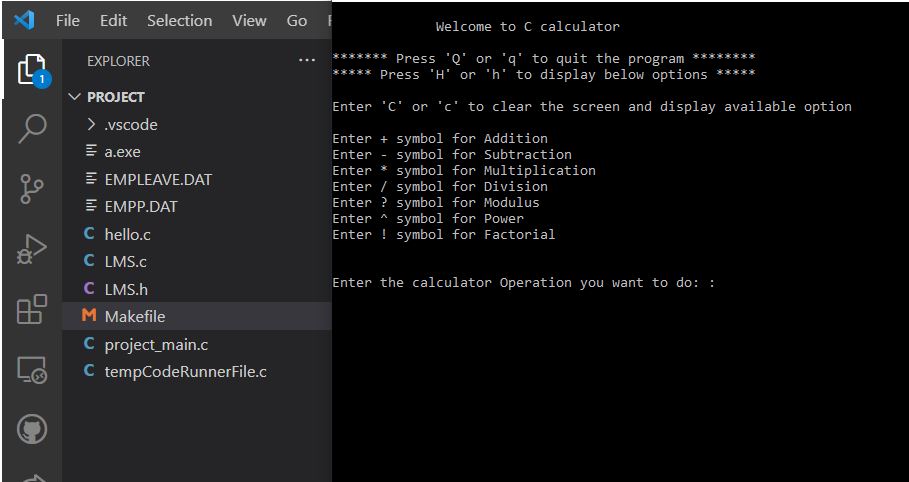 File Edit Selection View Go
EXPLORER ...
1
PROJECT
.vscode
a.exe
EMPLEAVE.DAT
EMPP.DAT
C hello.c
C LMS.c
C LMS.h
M Makefile
C project_main.c
C tempCodeRunnerFile.c
Welcome to C calculator
******* Press 'Q' or 'q' to quit the program ********
***** Press 'H' or 'h' to display below options *****
Enter 'C' or 'c' to clear the screen and display available option
Enter + symbol for Addition
Enter - symbol for Subtraction
Enter * symbol for Multiplication
Enter / symbol for Division
Enter ? symbol for Modulus
Enter ^ symbol for Power
Enter ! symbol for Factorial
Enter the calculator Operation you want to do: :